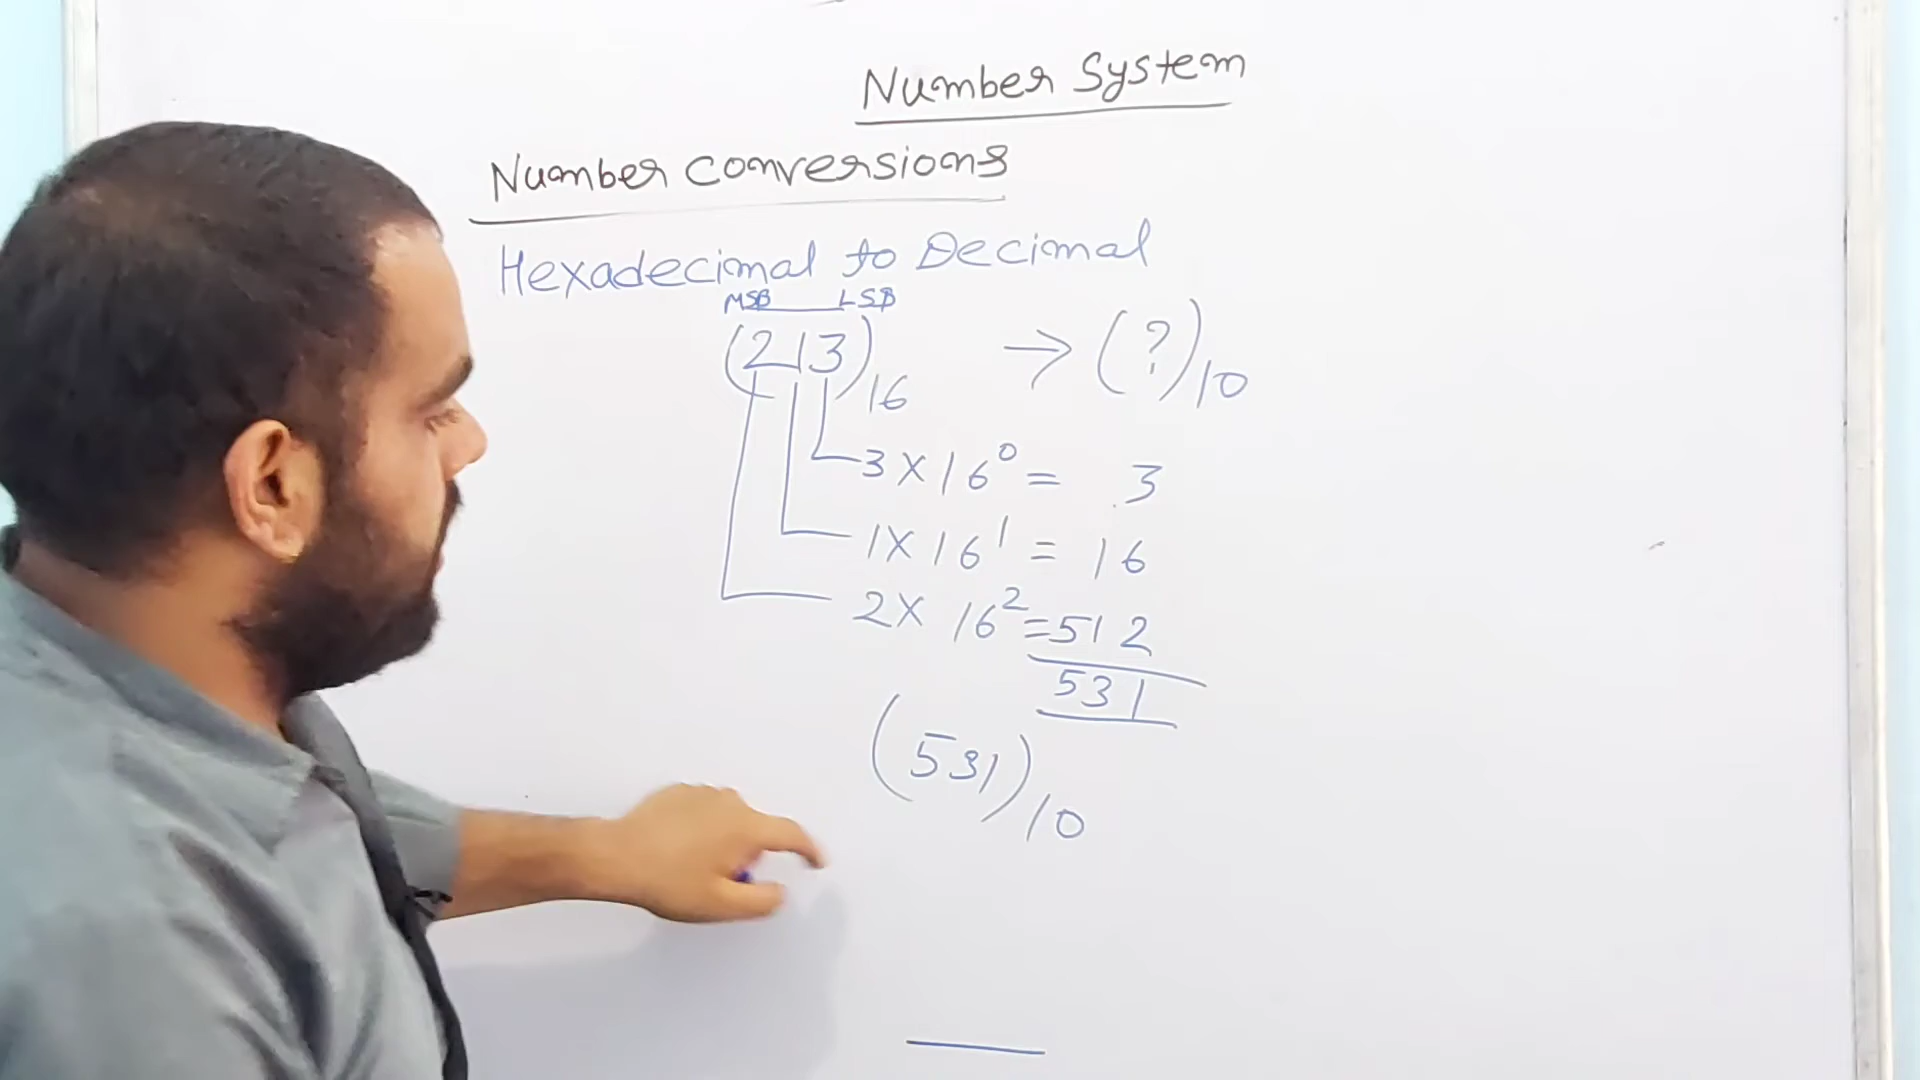 Number System
Number Conversions
Hexadecimal to Decimal
MSB LSB
(213)₁₆ → (?)₁₀
3 × 16⁰ = 3
1 × 16¹ = 16
2 × 16² = 512
531
(531)₁₀